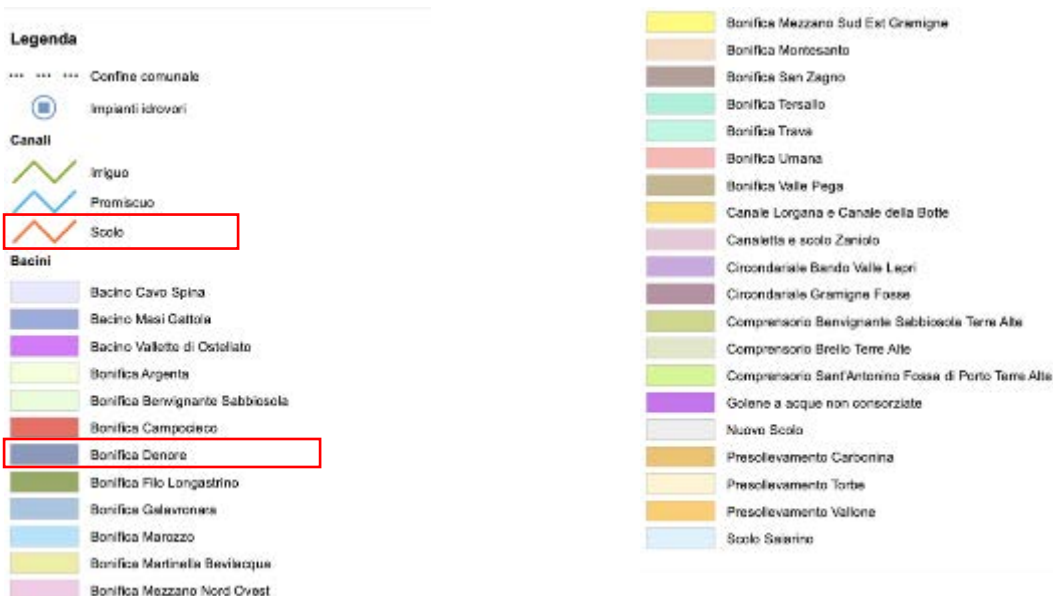 Legenda
Confine comunale
Impianti idrovori
Canali
Irriguo
Promiscuo
Scolo
Bacini
Bacino Cavo Spina
Bacino Masi Gattola
Bacino Vallette di Ostellato
Bonifica Argenta
Bonifica Benvignante Sabbiosola
Bonifica Campocieco
Bonifica Denore
Bonifica Filo Longastrino
Bonifica Galavronara
Bonifica Marozzo
Bonifica Martinella Bevilacqua
Bonifica Mezzano Nord Ovest
Bonifica Mezzano Sud Est Gramigne
Bonifica Montesanto
Bonifica San Zagno
Bonifica Tersallo
Bonifica Trava
Bonifica Umana
Bonifica Valle Pega
Canale Lorgana e Canale della Botte
Canaletta e scolo Zaniolo
Circondariale Bando Valle Lepri
Circondariale Gramigne Fosse
Comprensorio Benvignante Sabbiosola Terre Alte
Comprensorio Brello Terre Alte
Comprensorio Sant'Antonino Fossa di Porto Terre Alte
Golene a acque non consorziate
Nuovo Scolo
Presollevamento Carbonina
Presollevamento Torbe
Presollevamento Vallone
Scolo Saiarino